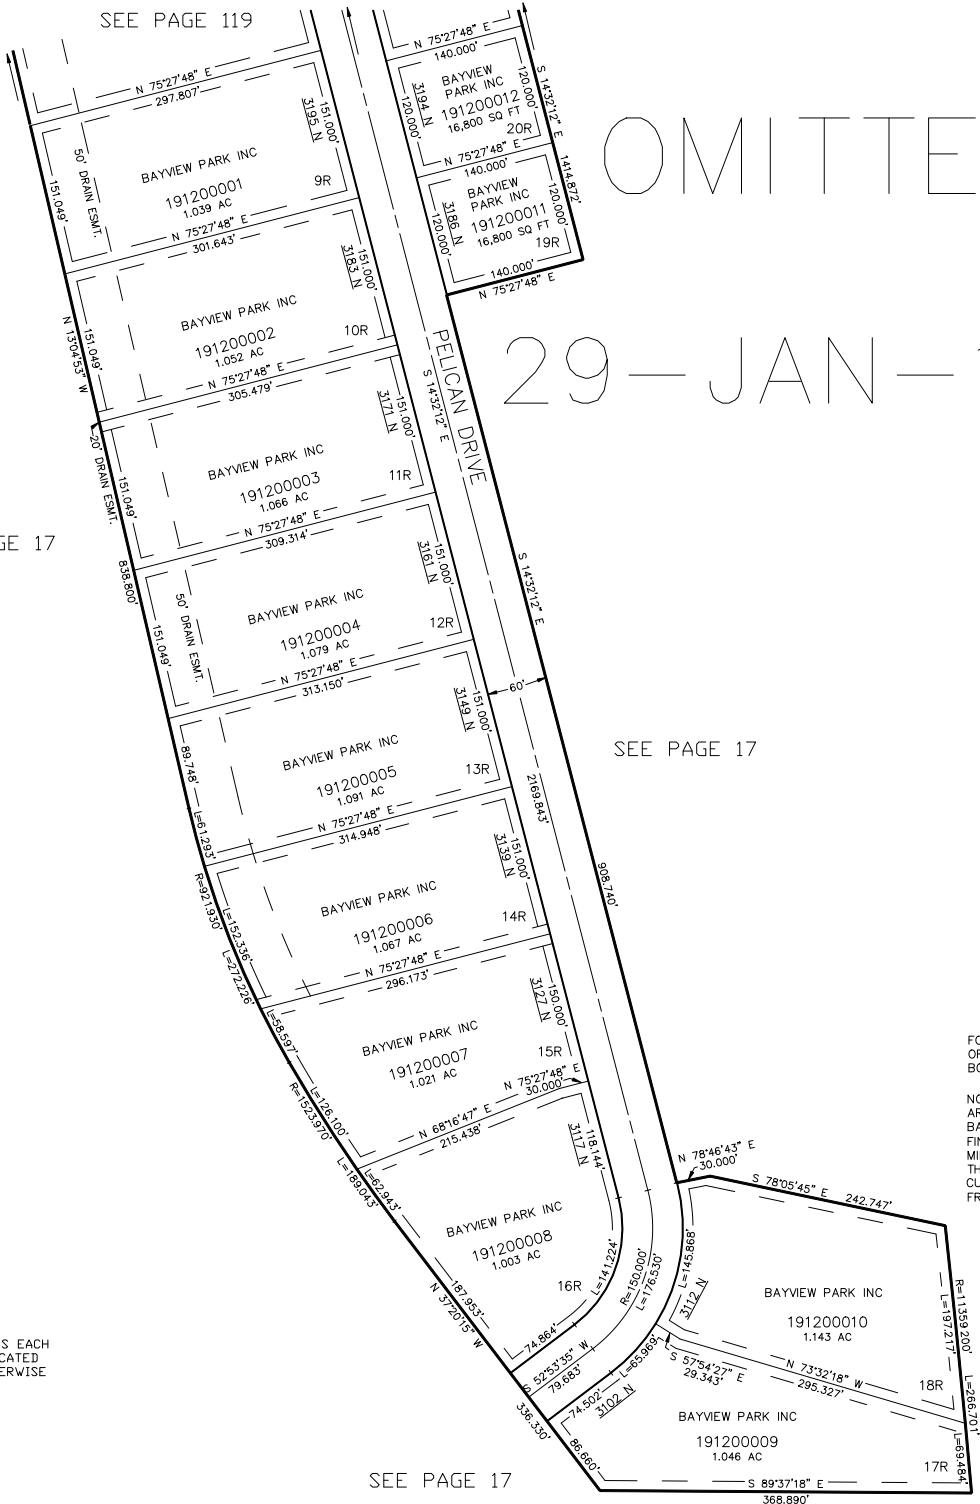 SEE PAGE 119
N 75°27'48" E
297.807'
151.000'
3195 N
50' DRAIN ESMT.
151.049'
BAYVIEW PARK INC
191200001
1.039 AC
9R
N 75°27'48" E
301.643'
151.000'
3183 N
151.049'
BAYVIEW PARK INC
191200002
1.052 AC
10R
N 13°04'53" W
N 75°27'48" E
305.479'
151.000'
3171 N
20' DRAIN ESMT.
151.049'
BAYVIEW PARK INC
191200003
1.066 AC
11R
GE 17
838.800'
N 75°27'48" E
309.314'
151.000'
3161 N
50' DRAIN ESMT.
151.049'
BAYVIEW PARK INC
191200004
1.079 AC
12R
N 75°27'48" E
313.150'
151.000'
3149 N
89.748'
L=61.293'
BAYVIEW PARK INC
191200005
1.091 AC
13R
N 75°27'48" E
314.948'
151.000'
3139 N
R=921.930'
L=272.226'
L=152.336'
BAYVIEW PARK INC
191200006
1.067 AC
14R
N 75°27'48" E
296.173'
150.000'
3127 N
L=58.597'
L=126.100'
R=1523.970'
L=189.043'
BAYVIEW PARK INC
191200007
1.021 AC
15R
N 75°27'48" E
30.000'
N 68°16'47" E
215.438'
118.144'
3117 N
L=62.943'
187.953'
N 37°20'15" W
BAYVIEW PARK INC
191200008
1.003 AC
16R
L=141.224'
74.864'
N 75°27'48" E
140.000'
BAYVIEW
PARK INC
191200012
16,800 SQ FT
20R
3194 N
120.000'
120.000'
S 14°32'12" E
1414.872'
N 75°27'48" E
140.000'
BAYVIEW
PARK INC
191200011
16,800 SQ FT
19R
3186 N
120.000'
120.000'
140.000'
N 75°27'48" E
OMITTE
29-JAN-
PELICAN DRIVE
S 14°32'12" E
S 14°32'12" E
60'
2169.843'
908.740'
SEE PAGE 17
R=150.000'
L=176.530'
S 52°53'35" W
79.683'
336.330'
N 78°46'43" E
30.000'
S 78°05'45" E 242.747'
L=145.868'
3112 N
BAYVIEW PARK INC
191200010
1.143 AC
18R
R=11359.200'
L=197.217'
L=266.701'
S 57°54'27" E
29.343'
N 73°32'18" W
295.327'
L=65.969'
74.502'
3102 N
86.660'
BAYVIEW PARK INC
191200009
1.046 AC
17R
L=69.484'
S 89°37'18" E
368.890'
SEE PAGE 17
S EACH
CATED
ERWISE
FO
OF
BO
NO
AR
BA
FIN
MI
TH
CU
FR